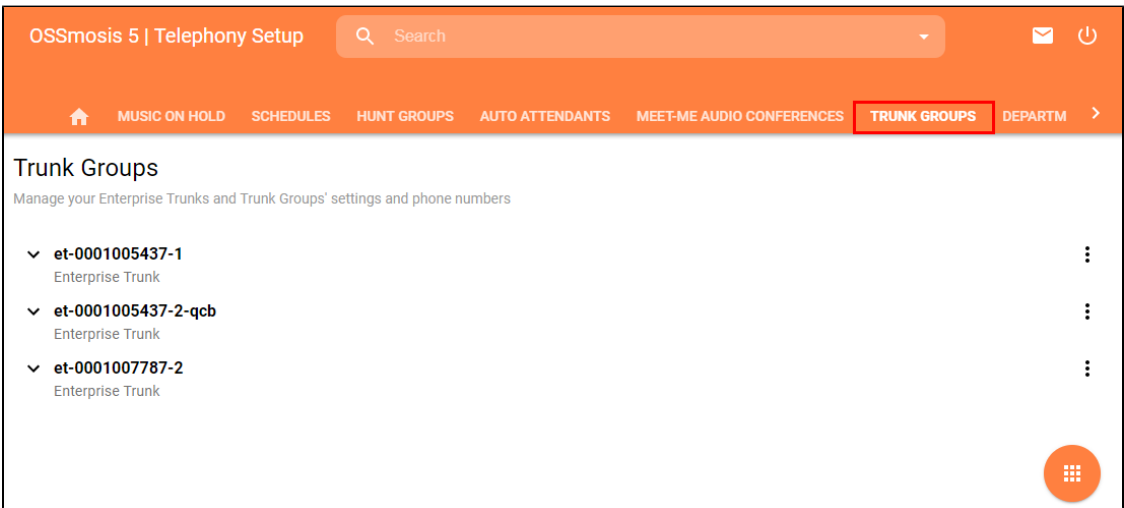 OSSmosis 5 | Telephony Setup
Search
MUSIC ON HOLD SCHEDULES HUNT GROUPS AUTO ATTENDANTS MEET-ME AUDIO CONFERENCES TRUNK GROUPS DEPARTM
Trunk Groups
Manage your Enterprise Trunks and Trunk Groups' settings and phone numbers
et-0001005437-1
Enterprise Trunk
et-0001005437-2-qcb
Enterprise Trunk
et-0001007787-2
Enterprise Trunk